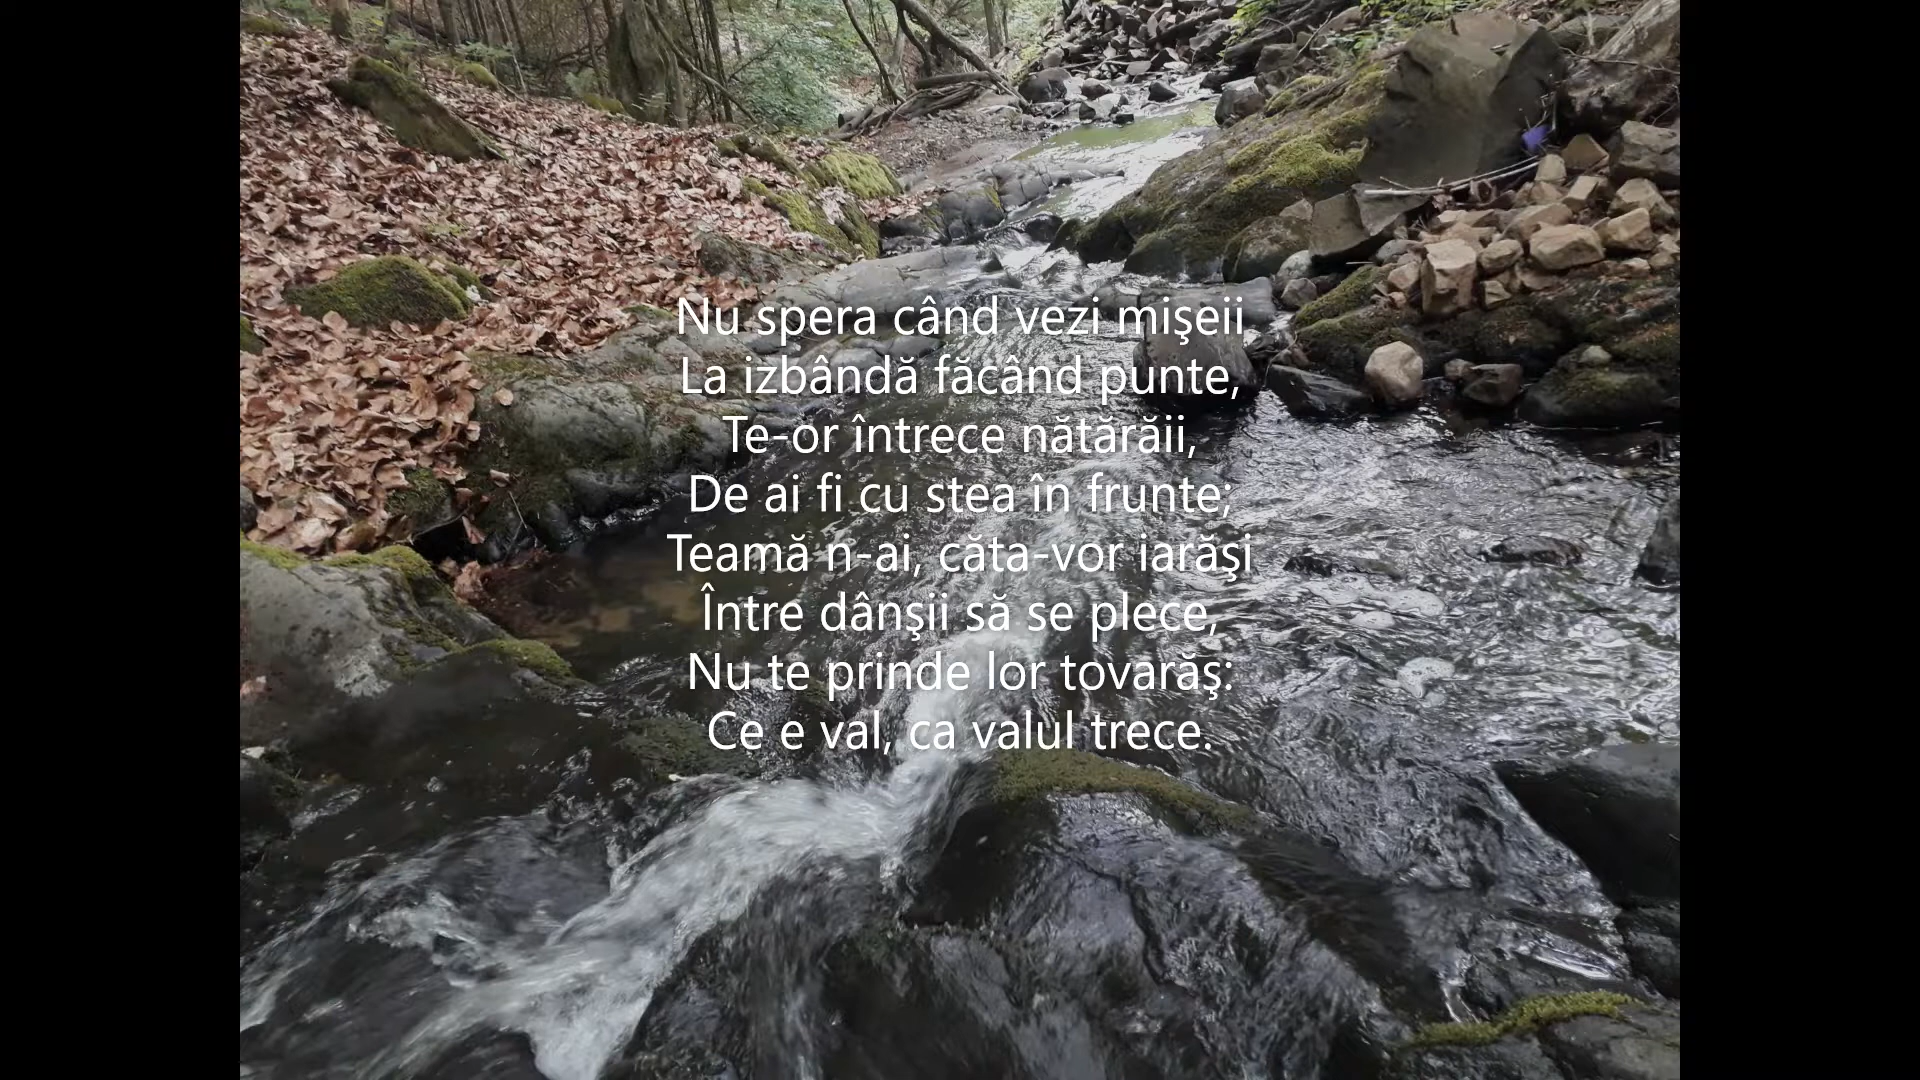 Nu spera când vezi mişeii
La izbândă făcând punte,
Te-or întrece nătărăii,
De ai fi cu stea în frunte;
Teamă n-ai, căta-vor iarăşi
Între dânşii să se plece,
Nu te prinde lor tovarăş:
Ce e val, ca valul trece.